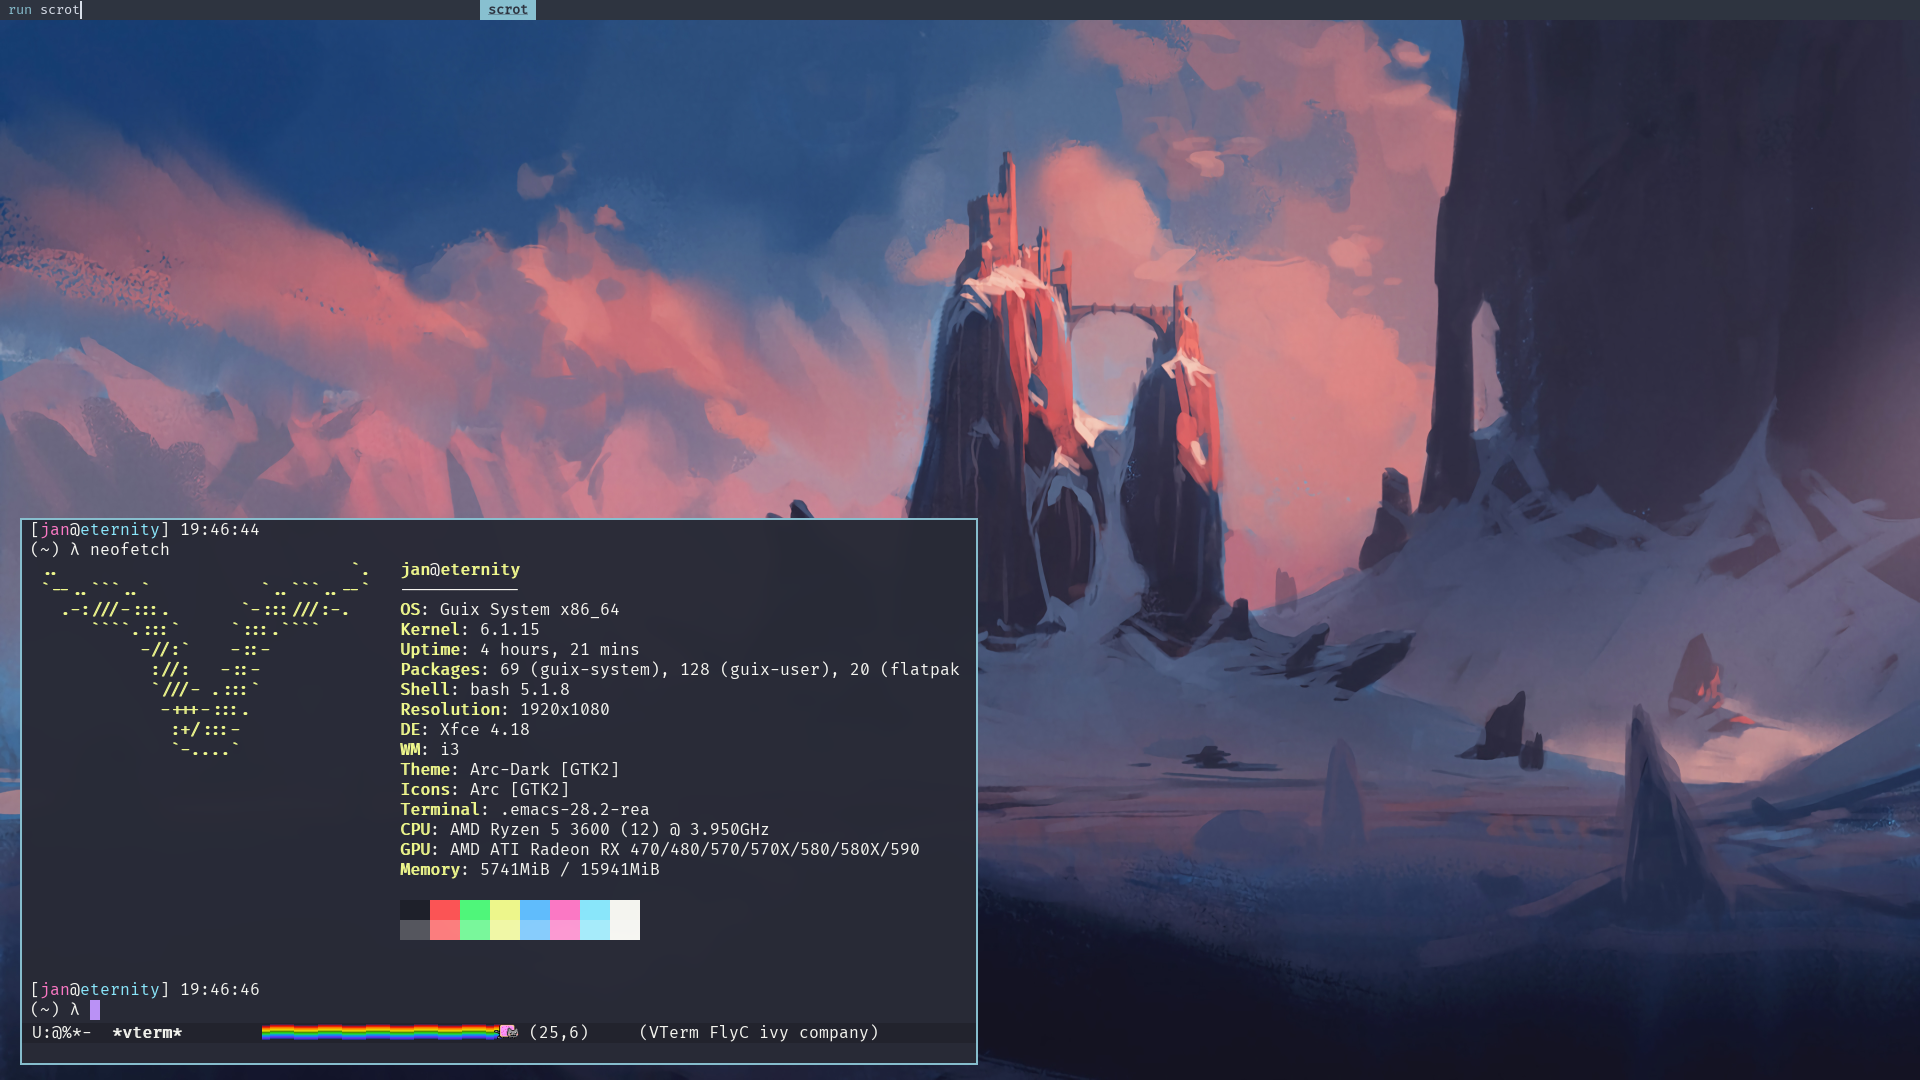 run scrot scrot
[jan@eternity] 19:46:44
(~) λ neofetch
 ..                             `.   jan@eternity
 `--..```..`           `..```..--`   ------------
   .-:///-:::.       `-:::///:-.     OS: Guix System x86_64
      ````.:::`     `:::.````        Kernel: 6.1.15
           -//:`    -::-             Uptime: 4 hours, 21 mins
            ://:   -::-              Packages: 69 (guix-system), 128 (guix-user), 20 (flatpak
            `///- .:::`              Shell: bash 5.1.8
             -+++-:::.               Resolution: 1920x1080
              :+/:::-                DE: Xfce 4.18
              `-....`                WM: i3
Theme: Arc-Dark [GTK2]
Icons: Arc [GTK2]
Terminal: .emacs-28.2-rea
CPU: AMD Ryzen 5 3600 (12) @ 3.950GHz
GPU: AMD ATI Radeon RX 470/480/570/570X/580/580X/590
Memory: 5741MiB / 15941MiB
[jan@eternity] 19:46:46
(~) λ
U:@%*-  *vterm* (25,6) (VTerm FlyC ivy company)